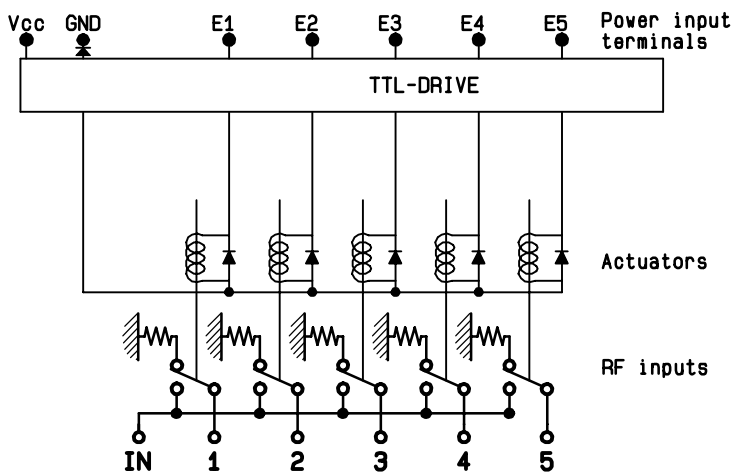 Vcc GND E1 E2 E3 E4 E5 Power input
terminals
TTL-DRIVE
Actuators
RF inputs
IN 1 2 3 4 5